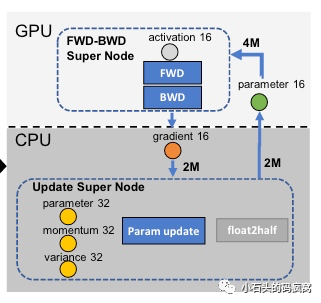 GPU
FWD-BWD
Super Node
activation 16
FWD
BWD
4M
parameter 16
CPU
gradient 16
2M
2M
Update Super Node
parameter 32
momentum 32
variance 32
Param update
float2half
小石头的码疯窝